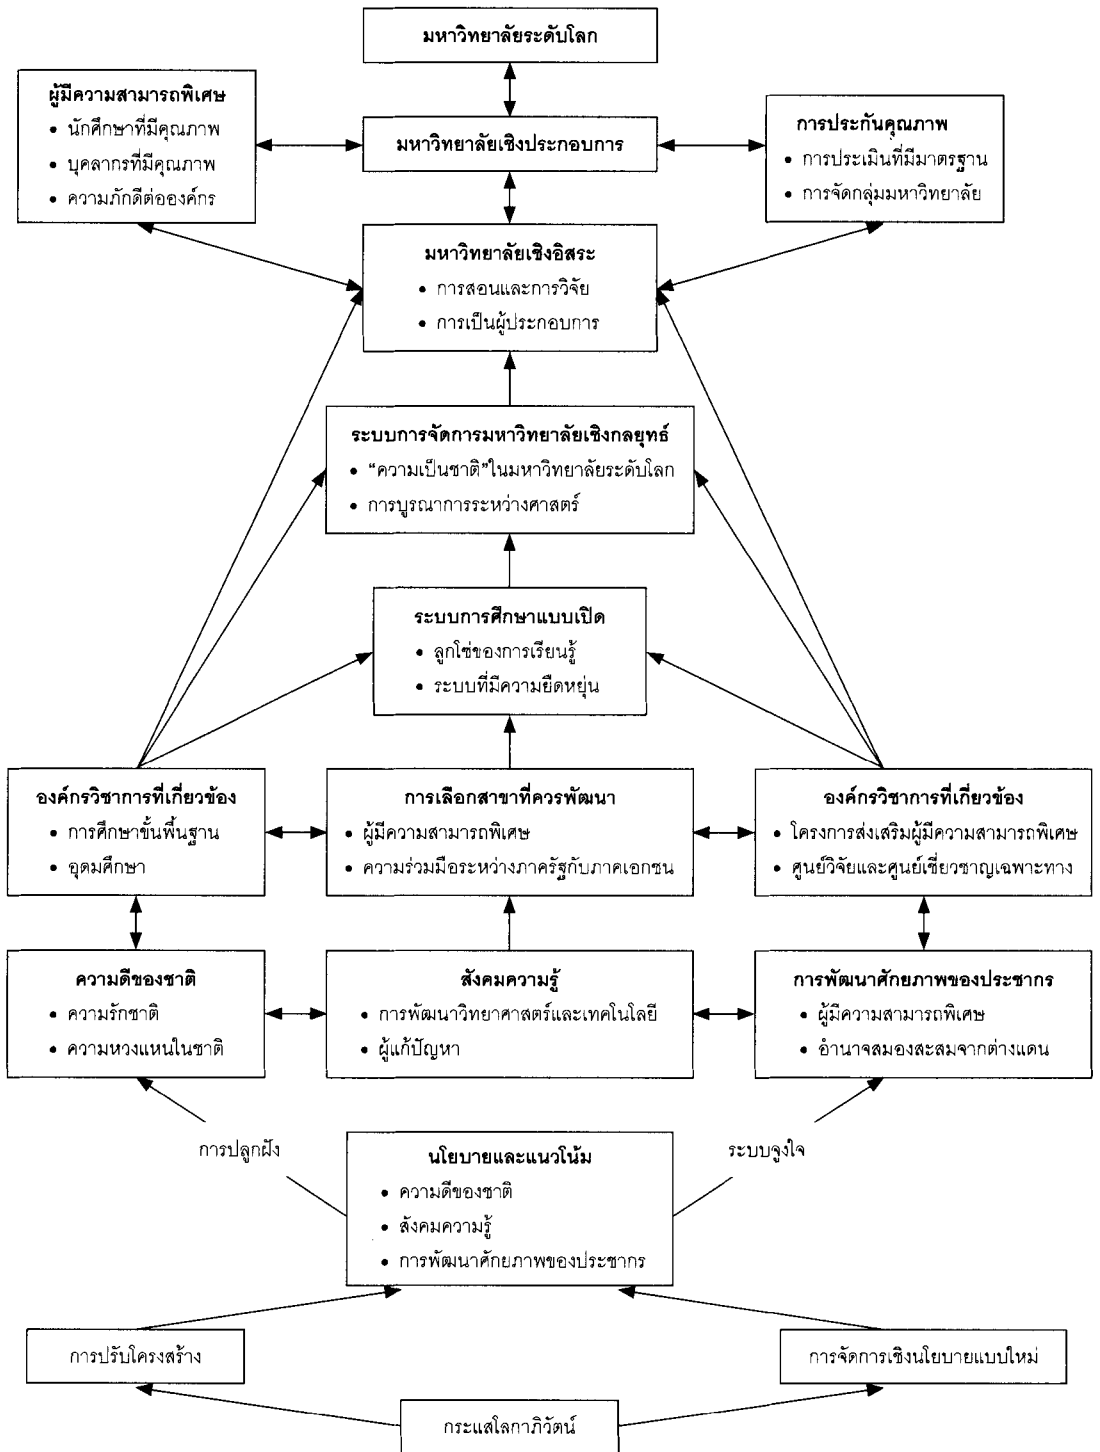 มหาวิทยาลัยระดับโลก
ผู้มีความสามารถพิเศษ
• นักศึกษาที่มีคุณภาพ
• บุคลากรที่มีคุณภาพ
• ความภักดีต่อองค์กร
มหาวิทยาลัยเชิงประกอบการ
การประกันคุณภาพ
• การประเมินที่มีมาตรฐาน
• การจัดกลุ่มมหาวิทยาลัย
มหาวิทยาลัยเชิงอิสระ
• การสอนและการวิจัย
• การเป็นผู้ประกอบการ
ระบบการจัดการมหาวิทยาลัยเชิงกลยุทธ์
• “ความเป็นชาติ”ในมหาวิทยาลัยระดับโลก
• การบูรณาการระหว่างศาสตร์
ระบบการศึกษาแบบเปิด
• ลูกโซ่ของการเรียนรู้
• ระบบที่มีความยืดหยุ่น
องค์กรวิชาการที่เกี่ยวข้อง
• การศึกษาขั้นพื้นฐาน
• อุดมศึกษา
การเลือกสาขาที่ควรพัฒนา
• ผู้มีความสามารถพิเศษ
• ความร่วมมือระหว่างภาครัฐกับภาคเอกชน
องค์กรวิชาการที่เกี่ยวข้อง
• โครงการส่งเสริมผู้มีความสามารถพิเศษ
• ศูนย์วิจัยและศูนย์เชี่ยวชาญเฉพาะทาง
ความดีของชาติ
• ความรักชาติ
• ความหวงแหนในชาติ
สังคมความรู้
• การพัฒนาวิทยาศาสตร์และเทคโนโลยี
• ผู้แก้ปัญหา
การพัฒนาศักยภาพของประชากร
• ผู้มีความสามารถพิเศษ
• อำนาจสมองสะสมจากต่างแดน
การปลูกฝัง
ระบบจูงใจ
นโยบายและแนวโน้ม
• ความดีของชาติ
• สังคมความรู้
• การพัฒนาศักยภาพของประชากร
การปรับโครงสร้าง
การจัดการเชิงนโยบายแบบใหม่
กระแสโลกาภิวัตน์